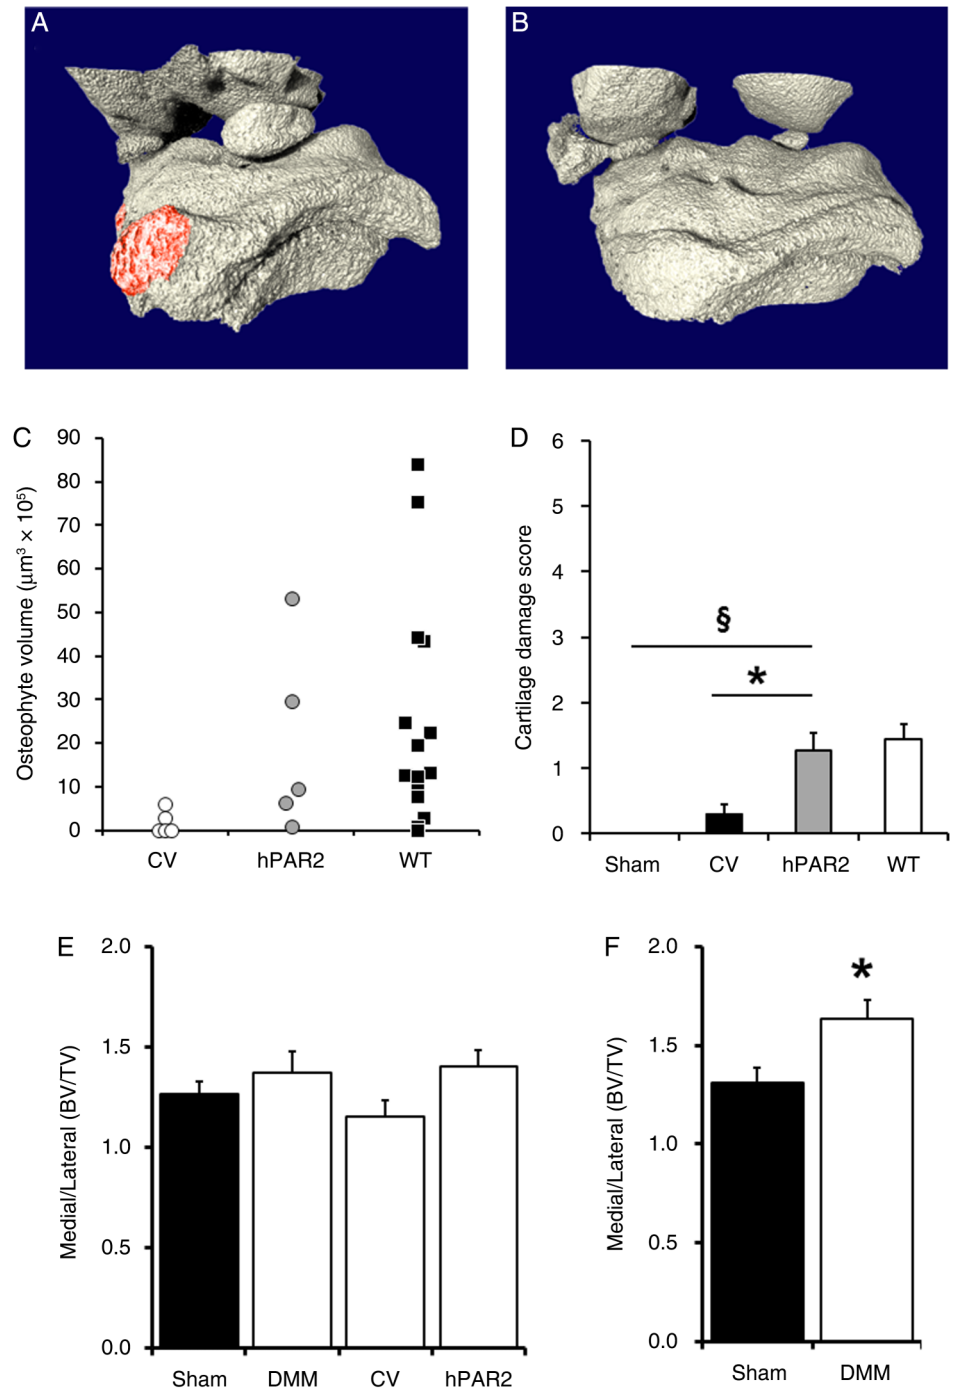 A
B
C
Osteophyte volume (μm³ × 10⁵)
90
80
70
60
50
40
30
20
10
0
CV
hPAR2
WT
D
Cartilage damage score
6
5
4
3
2
1
0
§
*
Sham
CV
hPAR2
WT
E
Medial/Lateral (BV/TV)
2.0
1.5
1.0
0.5
0.0
Sham
DMM
CV
hPAR2
F
Medial/Lateral (BV/TV)
2.0
1.5
1.0
0.5
0.0
*
Sham
DMM